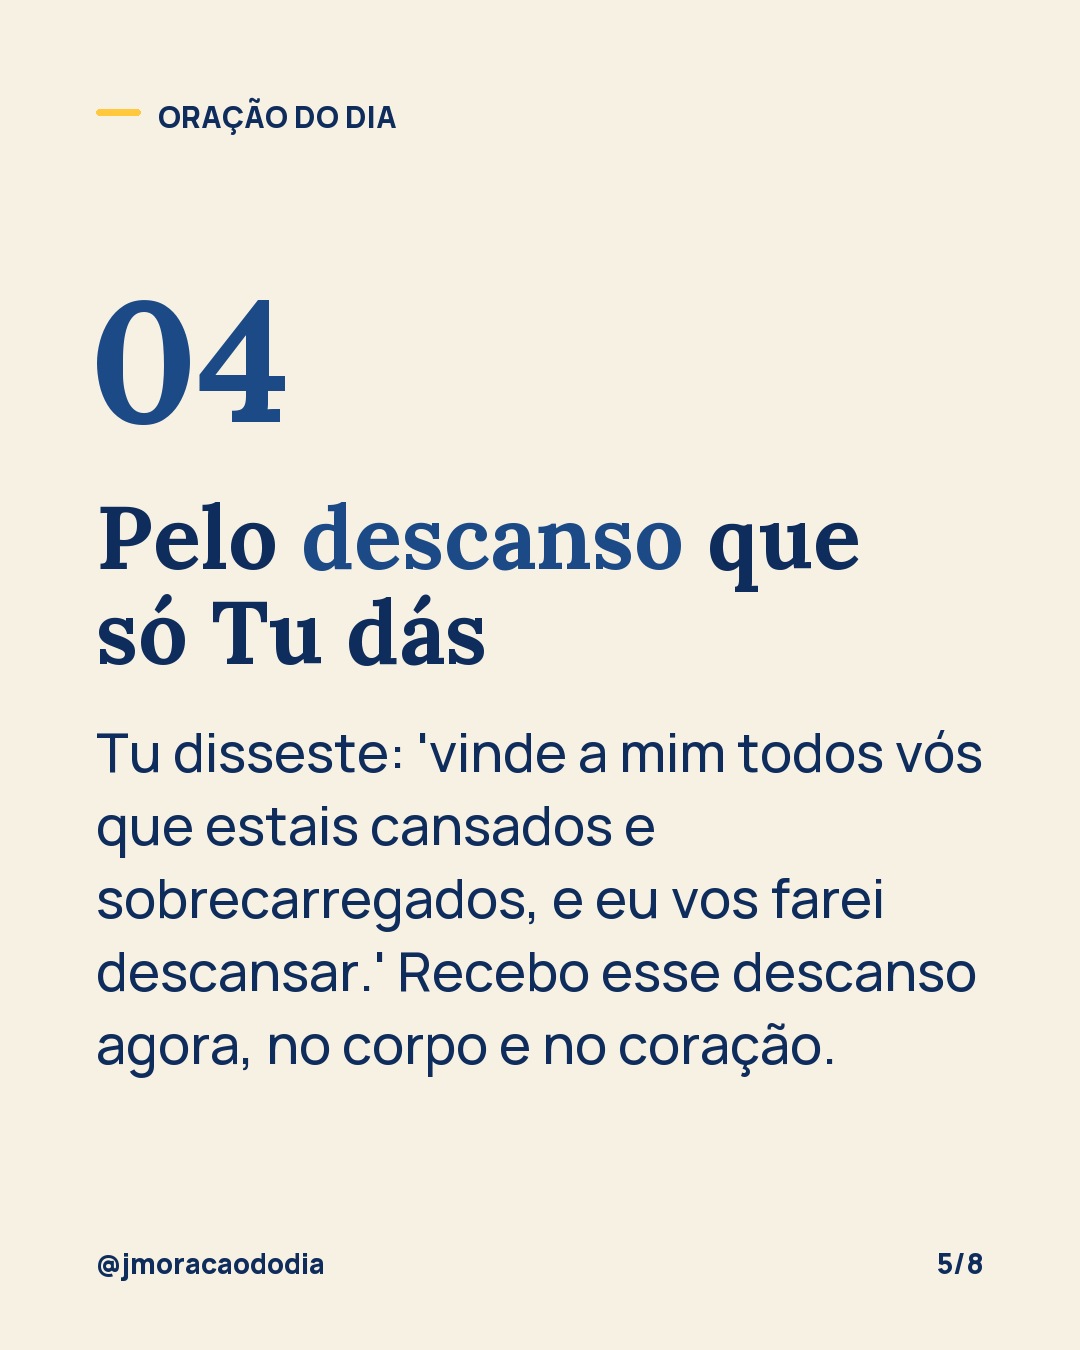 ORAÇÃO DO DIA
04
Pelo descanso que
só Tu dás
Tu disseste: 'vinde a mim todos vós
que estais cansados e
sobrecarregados, e eu vos farei
descansar.' Recebo esse descanso
agora, no corpo e no coração.
@jmoracaododia
5/8